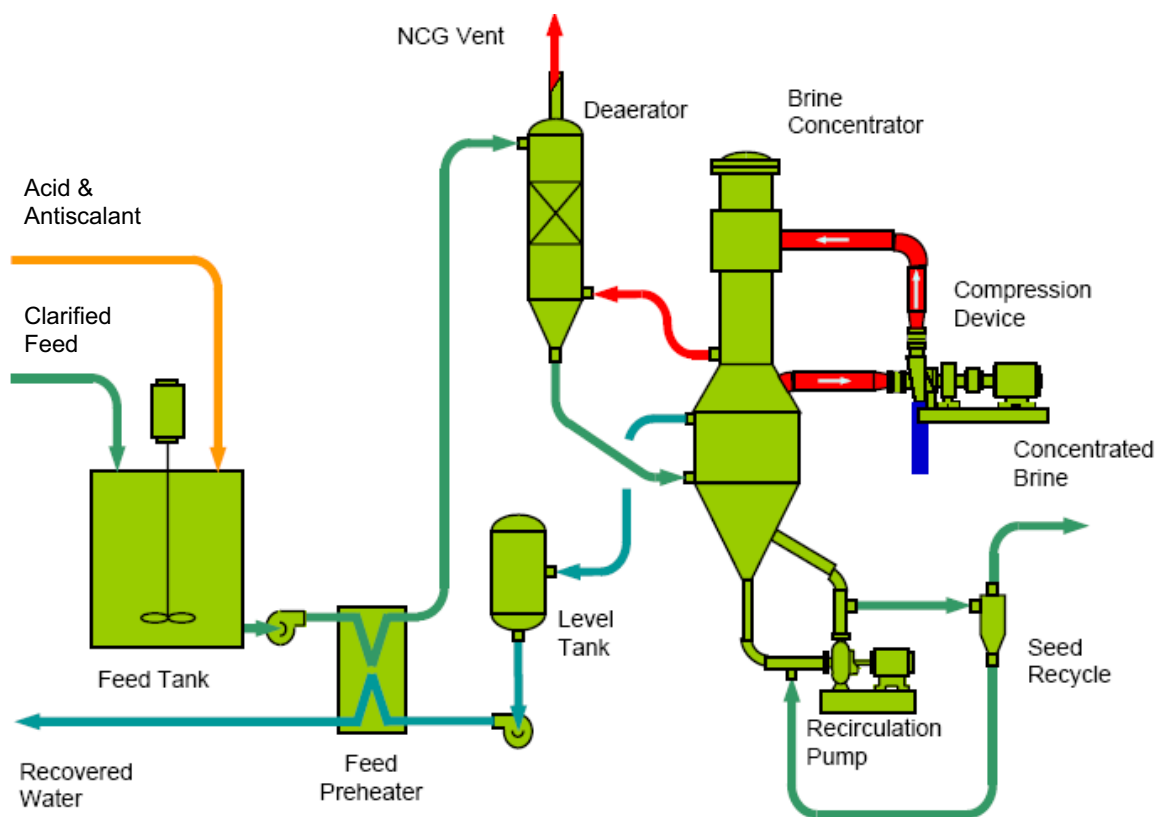 NCG Vent
Deaerator
Brine
Concentrator
Acid &
Antiscalant
Clarified
Feed
Compression
Device
Concentrated
Brine
Level
Tank
Seed
Recycle
Feed Tank
Recirculation
Pump
Feed
Preheater
Recovered
Water